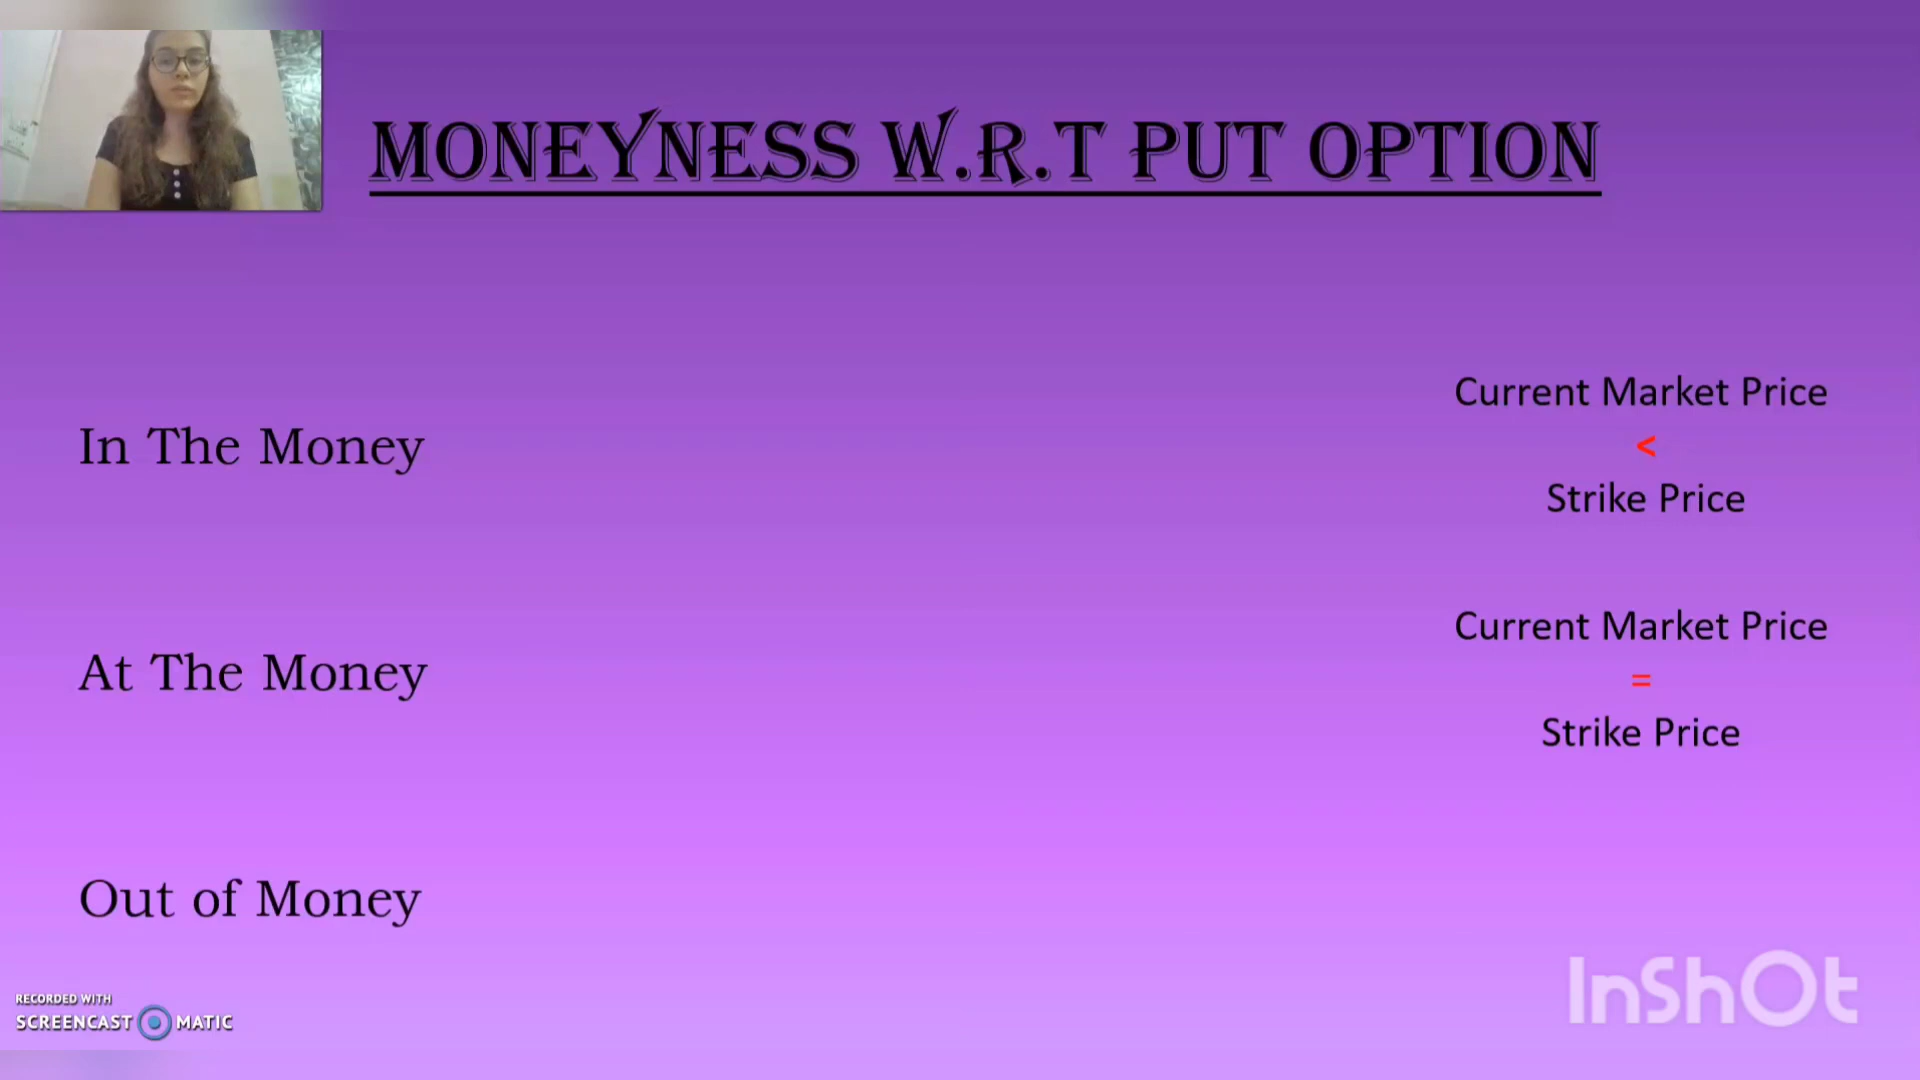 MONEYNESS W.R.T PUT OPTION
In The Money
Current Market Price
<
Strike Price
At The Money
Current Market Price
=
Strike Price
Out of Money
RECORDED WITH
SCREENCAST MATIC
InShOt